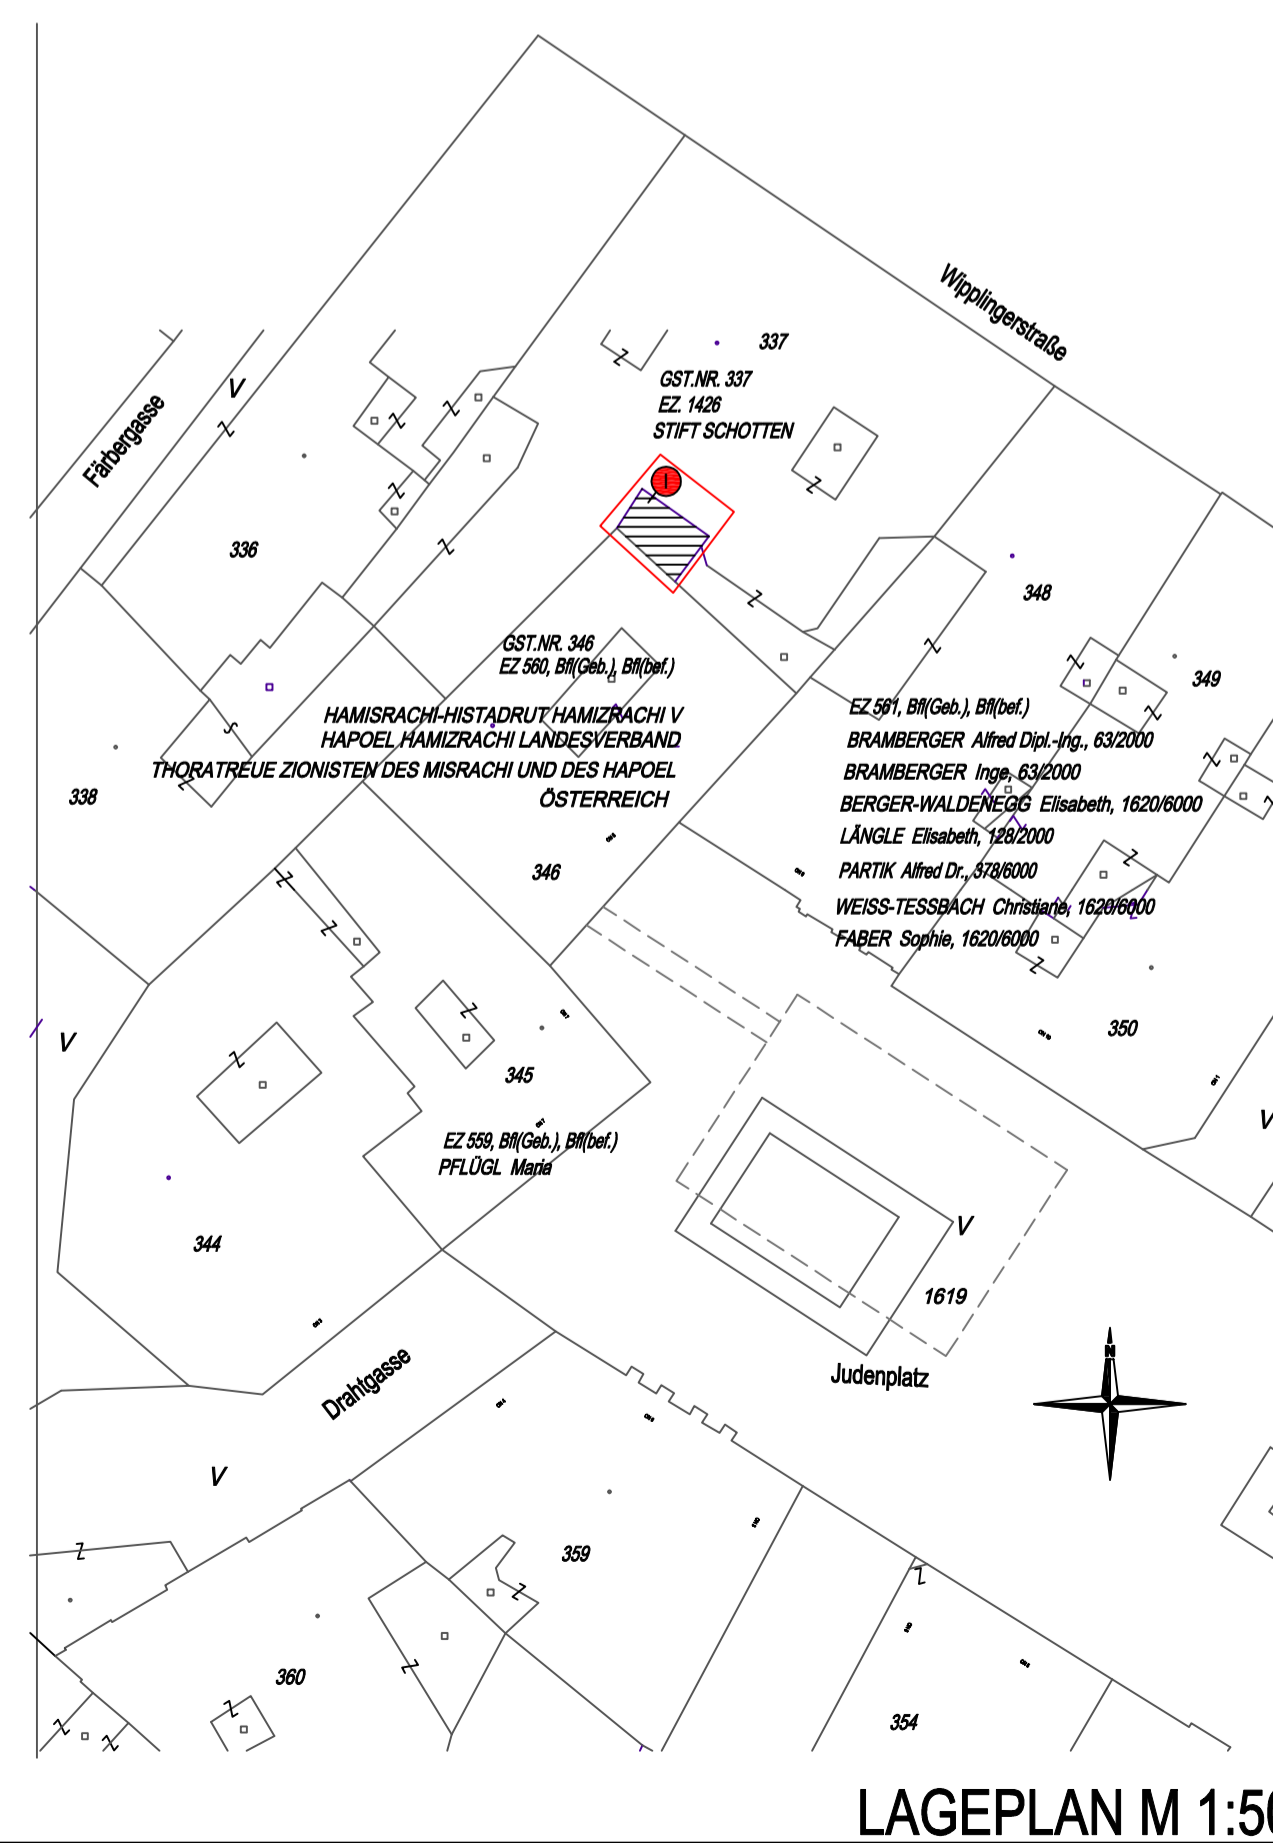 Wipplingerstraße
337
GST.NR. 337
EZ. 1426
STIFT SCHOTTEN
V
Färbergasse
I
336
348
GST.NR. 346
EZ 560, Bfl(Geb.), Bfl(bef.)
349
HAMISRACHI-HISTADRUT HAMIZRACHI V
HAPOEL HAMIZRACHI LANDESVERBAND
THORATREUE ZIONISTEN DES MISRACHI UND DES HAPOEL
ÖSTERREICH
EZ 561, Bfl(Geb.), Bfl(bef.)
BRAMBERGER Alfred Dipl.-Ing., 63/2000
BRAMBERGER Inge, 63/2000
BERGER-WALDENEGG Elisabeth, 1620/6000
LÄNGLE Elisabeth, 128/2000
PARTIK Alfred Dr., 378/6000
WEISS-TESSBACH Christiane, 1620/6000
FABER Sophie, 1620/6000
338
346
V
350
345
V
EZ 559, Bfl(Geb.), Bfl(bef.)
PFLÜGL Maria
344
V
1619
Judenplatz
N
Drahtgasse
V
359
360
354
LAGEPLAN M 1:50